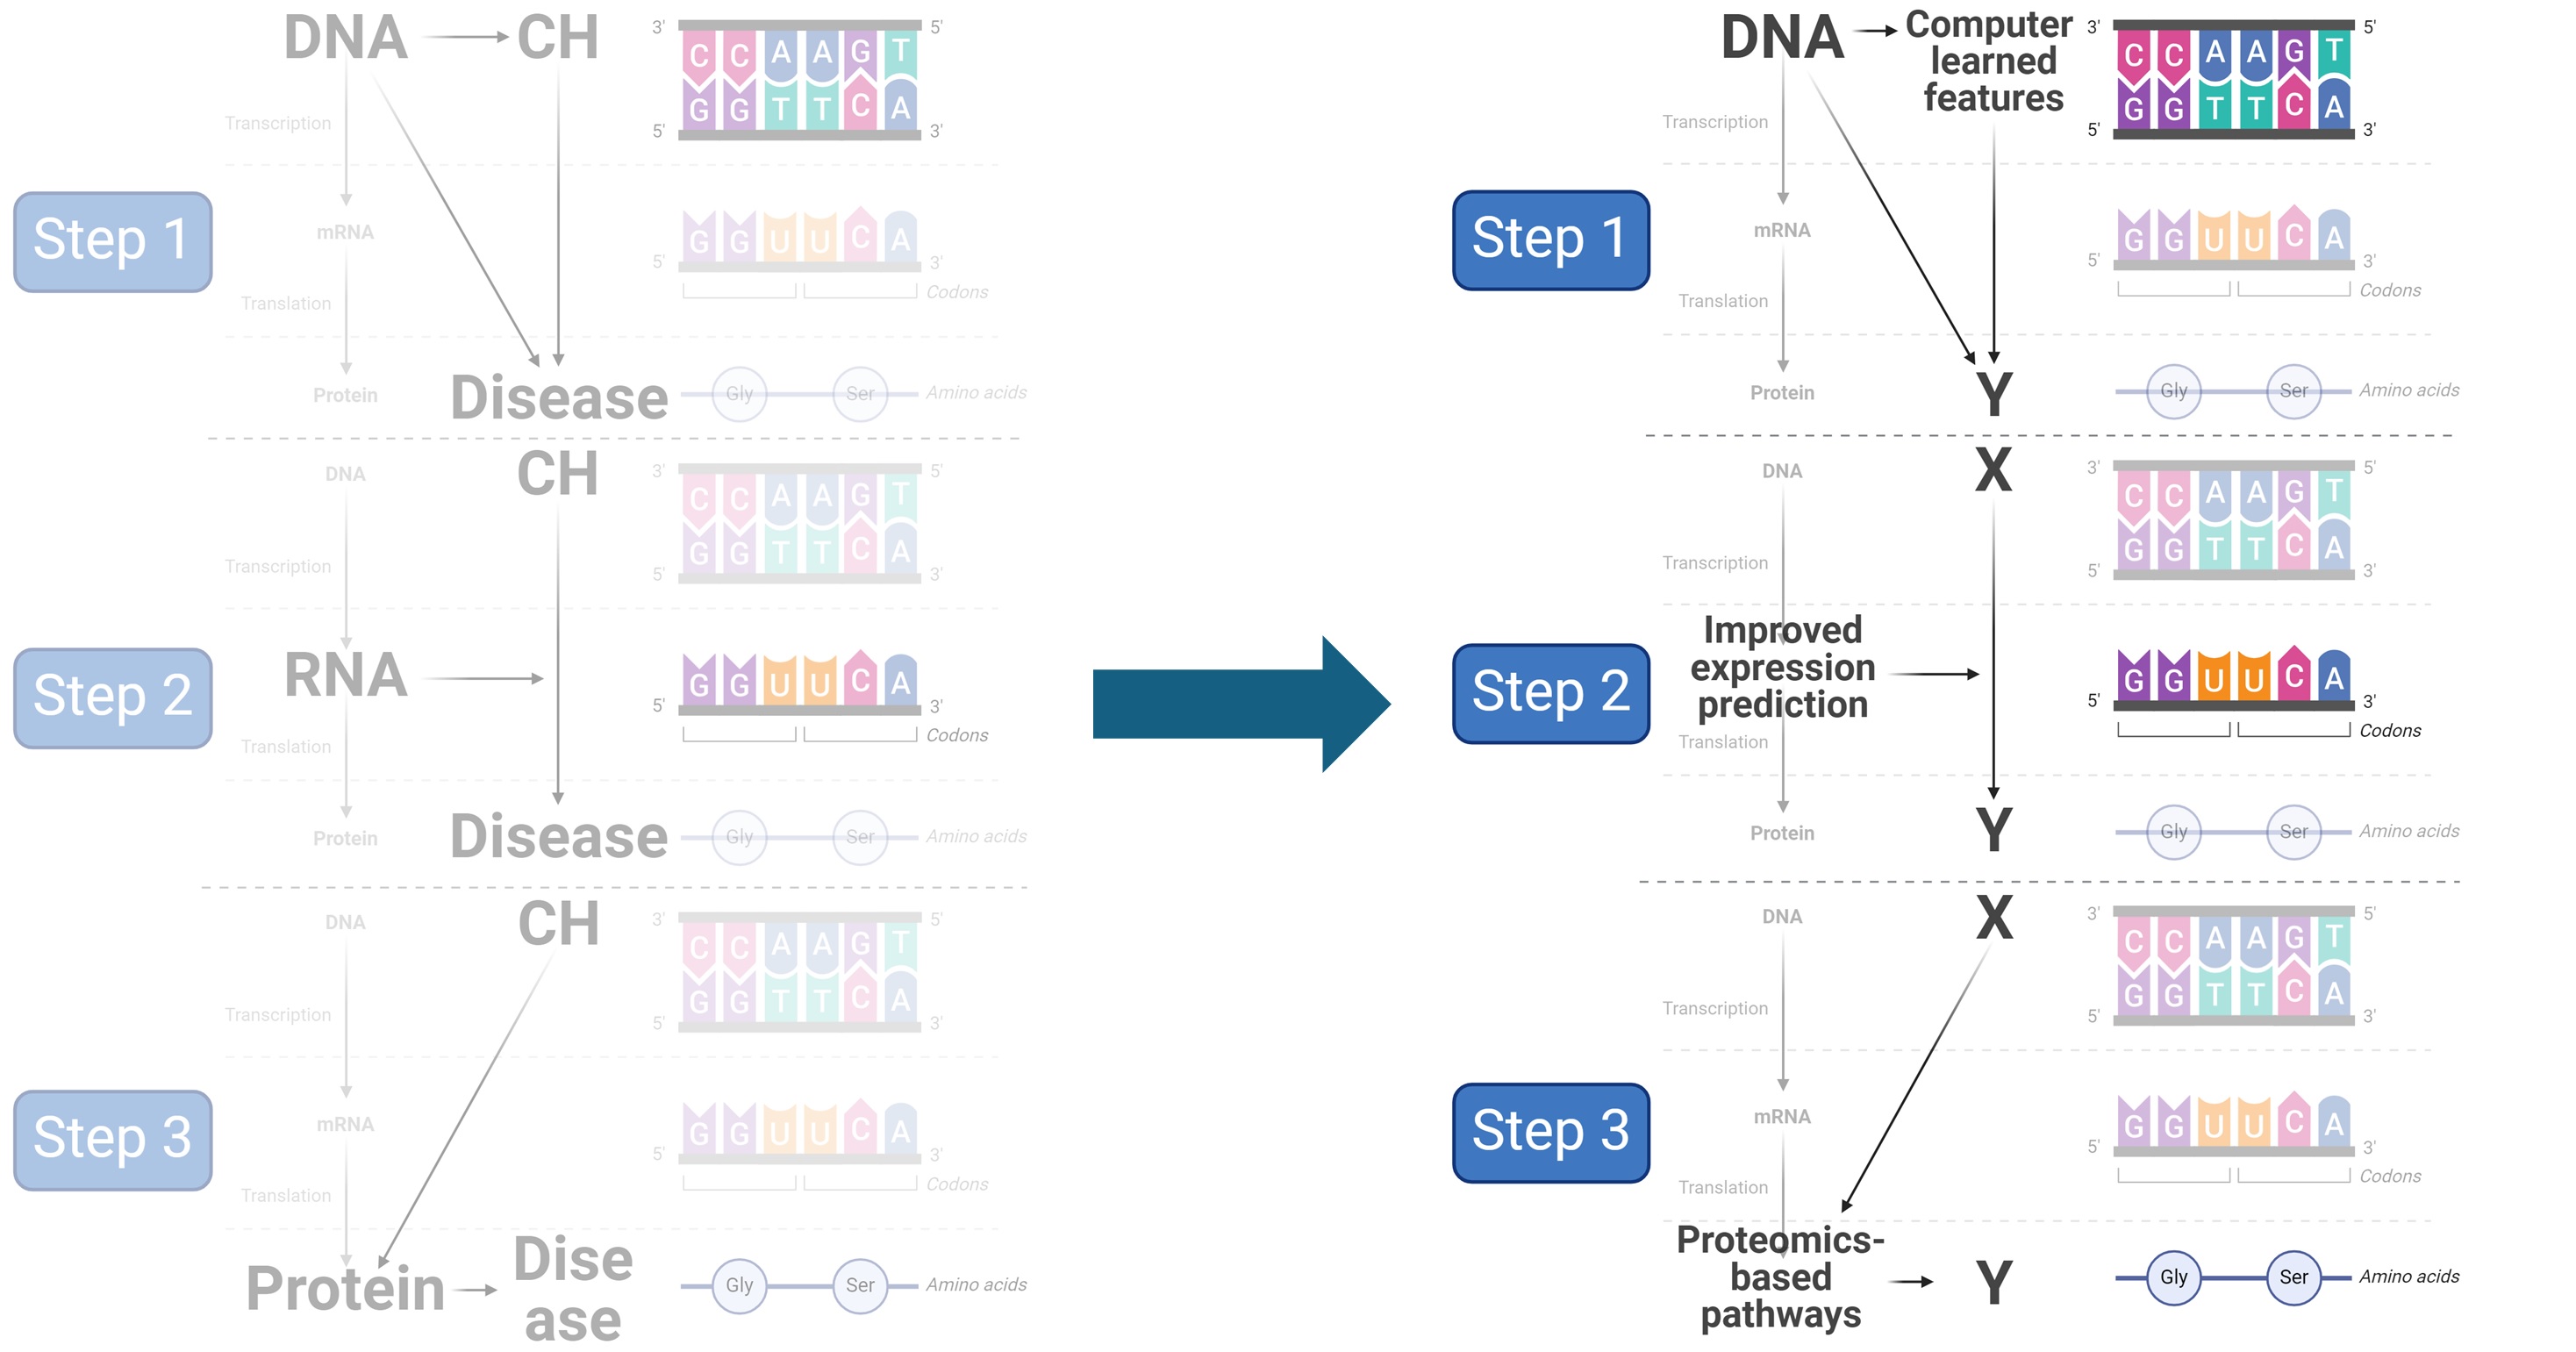 DNA
CH
3'
5'
C C A A G T
G G T T C A
5'
3'
Transcription
Step 1
mRNA
G G U U C A
5'
3'
Codons
Translation
Protein
Disease
Gly
Ser
Amino acids
DNA
CH
3'
5'
C C A A G T
G G T T C A
5'
3'
Transcription
Step 2
RNA
G G U U C A
5'
3'
Codons
Translation
Protein
Disease
Gly
Ser
Amino acids
DNA
CH
3'
5'
C C A A G T
G G T T C A
5'
3'
Transcription
Step 3
mRNA
G G U U C A
5'
3'
Codons
Translation
Protein
Dise
ase
Gly
Ser
Amino acids
DNA
Computer
learned
features
3'
5'
C C A A G T
G G T T C A
5'
3'
Transcription
Step 1
mRNA
G G U U C A
5'
3'
Codons
Translation
Protein
Y
Gly
Ser
Amino acids
DNA
X
3'
5'
C C A A G T
G G T T C A
5'
3'
Transcription
Step 2
Improved
expression
prediction
G G U U C A
5'
3'
Codons
Translation
Protein
Y
Gly
Ser
Amino acids
DNA
X
3'
5'
C C A A G T
G G T T C A
5'
3'
Transcription
Step 3
mRNA
G G U U C A
5'
3'
Codons
Translation
Proteomics-
based
pathways
Y
Gly
Ser
Amino acids